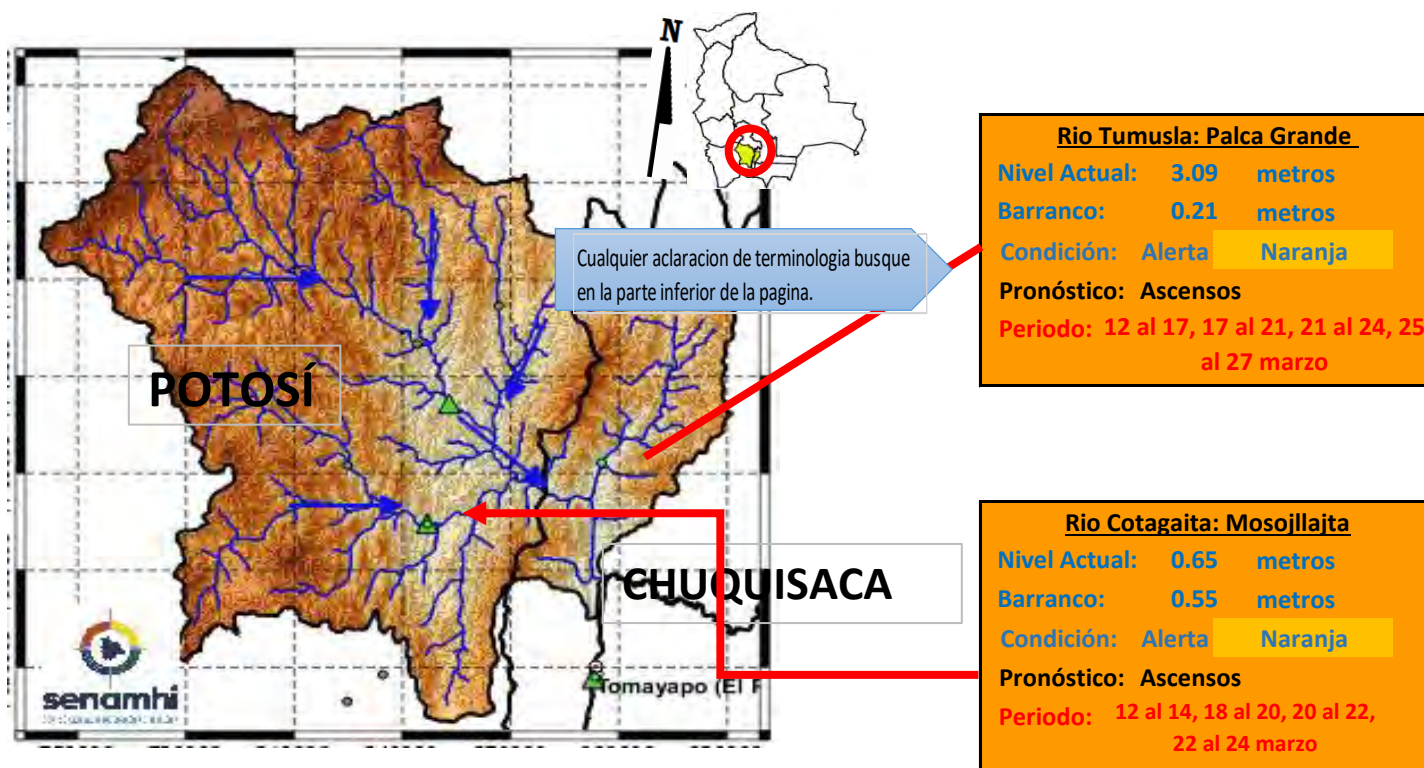 N
Cualquier aclaracion de terminologia busque
en la parte inferior de la pagina.
POTOSÍ
CHUQUISACA
Tomayapo (El
senamhi
Rio Tumusla: Palca Grande
Nivel Actual: 3.09 metros
Barranco: 0.21 metros
Condición: Alerta Naranja
Pronóstico: Ascensos
Periodo: 12 al 17, 17 al 21, 21 al 24, 25
al 27 marzo
Rio Cotagaita: Mosojllajta
Nivel Actual: 0.65 metros
Barranco: 0.55 metros
Condición: Alerta Naranja
Pronóstico: Ascensos
Periodo: 12 al 14, 18 al 20, 20 al 22,
22 al 24 marzo